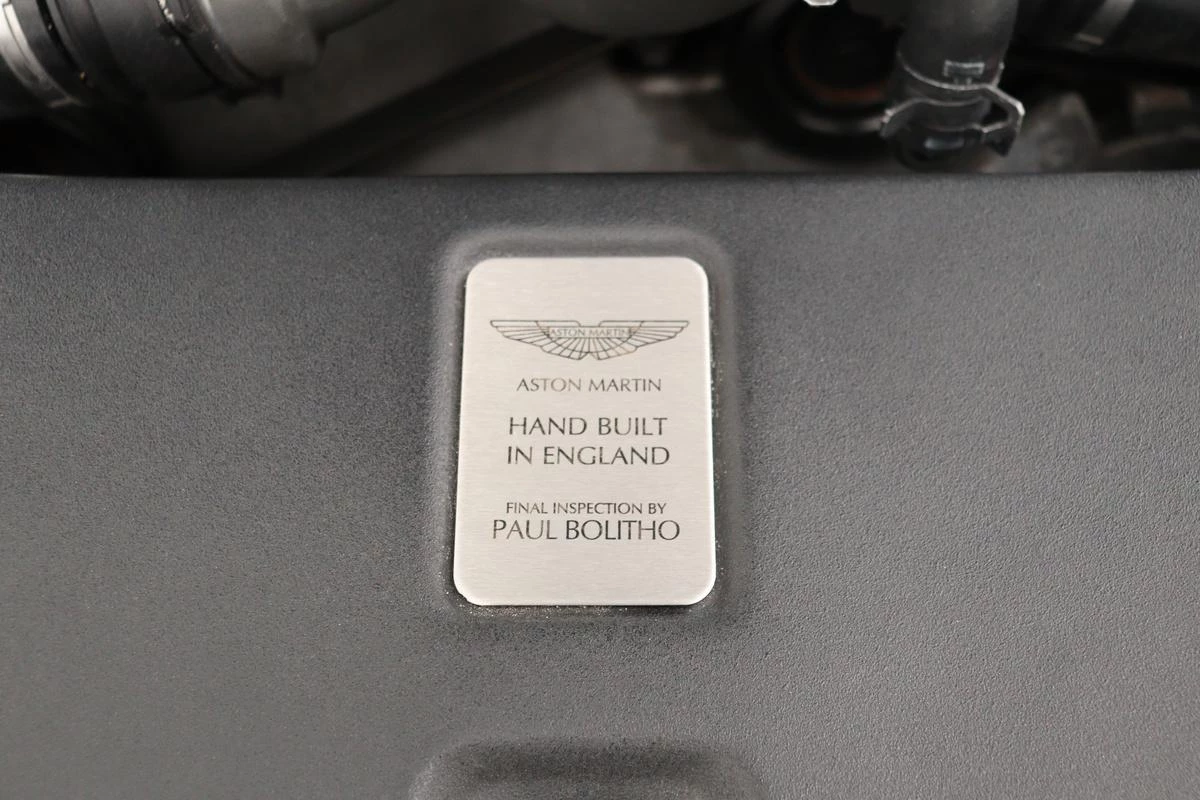 ASTON MARTIN
ASTON MARTIN
HAND BUILT
IN ENGLAND
FINAL INSPECTION BY
PAUL BOLITHO